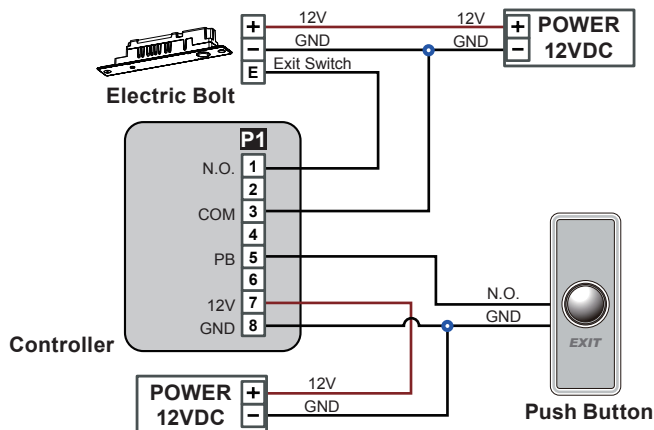 + 12V 12V + POWER
− GND GND − 12VDC
E Exit Switch
Electric Bolt
P1
N.O. 1
2
COM 3
4
PB 5
6
12V 7
GND 8
N.O.
GND
EXIT
Controller
Push Button
POWER + 12V
12VDC − GND